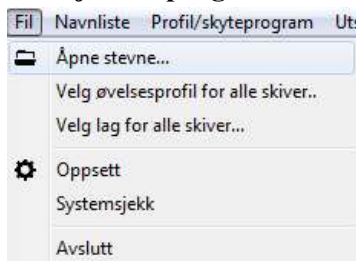 Fil Navnliste Profil/skyteprogram
Åpne stevne...
Velg øvelsesprofil for alle skiver..
Velg lag for alle skiver...
Oppsett
Systemsjekk
Avslutt